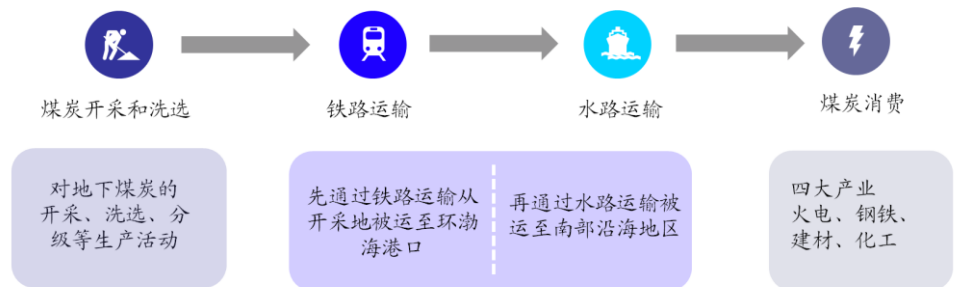 煤炭开采和洗选
铁路运输
水路运输
煤炭消费
对地下煤炭的
开采、洗选、分
级等生产活动
先通过铁路运输从
开采地被运至环渤
海港口
再通过水路运输被
运至南部沿海地区
四大产业
火电、钢铁、
建材、化工